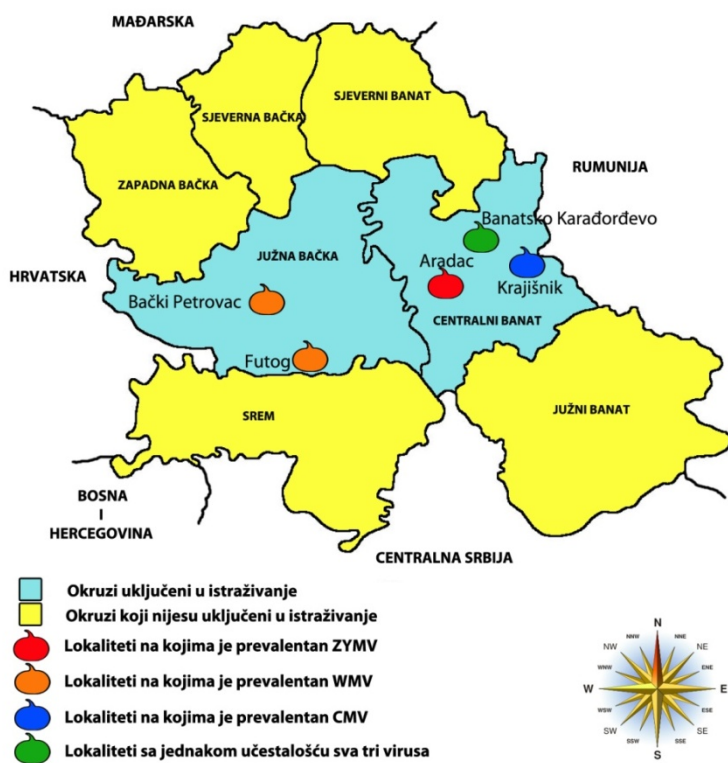 MAĐARSKA
SJEVERNI BANAT
SJEVERNA BAČKA
ZAPADNA BAČKA
RUMUNIJA
Banatsko Karađorđevo
JUŽNA BAČKA
Aradac
HRVATSKA
Krajišnik
Bački Petrovac
CENTRALNI BANAT
Futog
SREM
JUŽNI BANAT
BOSNA
I
HERCEGOVINA
CENTRALNA SRBIJA
Okruzi uključeni u istraživanje
Okruzi koji nijesu uključeni u istraživanje
Lokaliteti na kojima je prevalentan ZYMV
Lokaliteti na kojima je prevalentan WMV
Lokaliteti na kojima je prevalentan CMV
Lokaliteti sa jednakom učestalošću sva tri virusa
N
NNW
NNE
NW
NE
WNW
ENE
W
E
WSW
ESE
SW
SE
SSW
SSE
S